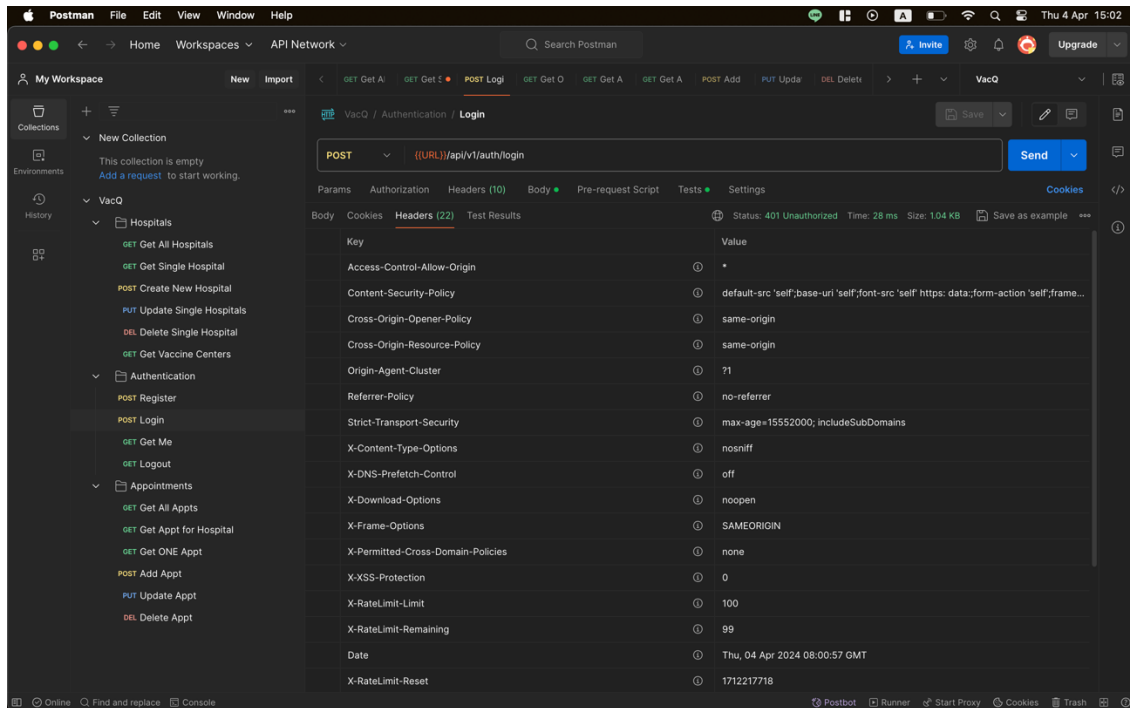 Postman File Edit View Window Help A Thu 4 Apr 15:02
Home Workspaces API Network Search Postman Invite Upgrade
My Workspace New Import GET Get Al GET Get S POST Logi GET Get O GET Get A GET Get A POST Add PUT Updat DEL Delete VacQ
Collections
Environments
History
New Collection
This collection is empty
Add a request to start working.
VacQ
Hospitals
GET Get All Hospitals
GET Get Single Hospital
POST Create New Hospital
PUT Update Single Hospitals
DEL Delete Single Hospital
GET Get Vaccine Centers
Authentication
POST Register
POST Login
GET Get Me
GET Logout
Appointments
GET Get All Appts
GET Get Appt for Hospital
GET Get ONE Appt
POST Add Appt
PUT Update Appt
DEL Delete Appt
HTTP VacQ / Authentication / Login Save
POST {{URL}}/api/v1/auth/login Send
Params Authorization Headers (10) Body Pre-request Script Tests Settings Cookies
Body Cookies Headers (22) Test Results Status: 401 Unauthorized Time: 28 ms Size: 1.04 KB Save as example
Key Value
Access-Control-Allow-Origin *
Content-Security-Policy default-src 'self';base-uri 'self';font-src 'self' https: data:;form-action 'self';frame...
Cross-Origin-Opener-Policy same-origin
Cross-Origin-Resource-Policy same-origin
Origin-Agent-Cluster ?1
Referrer-Policy no-referrer
Strict-Transport-Security max-age=15552000; includeSubDomains
X-Content-Type-Options nosniff
X-DNS-Prefetch-Control off
X-Download-Options noopen
X-Frame-Options SAMEORIGIN
X-Permitted-Cross-Domain-Policies none
X-XSS-Protection 0
X-RateLimit-Limit 100
X-RateLimit-Remaining 99
Date Thu, 04 Apr 2024 08:00:57 GMT
X-RateLimit-Reset 1712217718
Online Find and replace Console Postbot Runner Start Proxy Cookies Trash